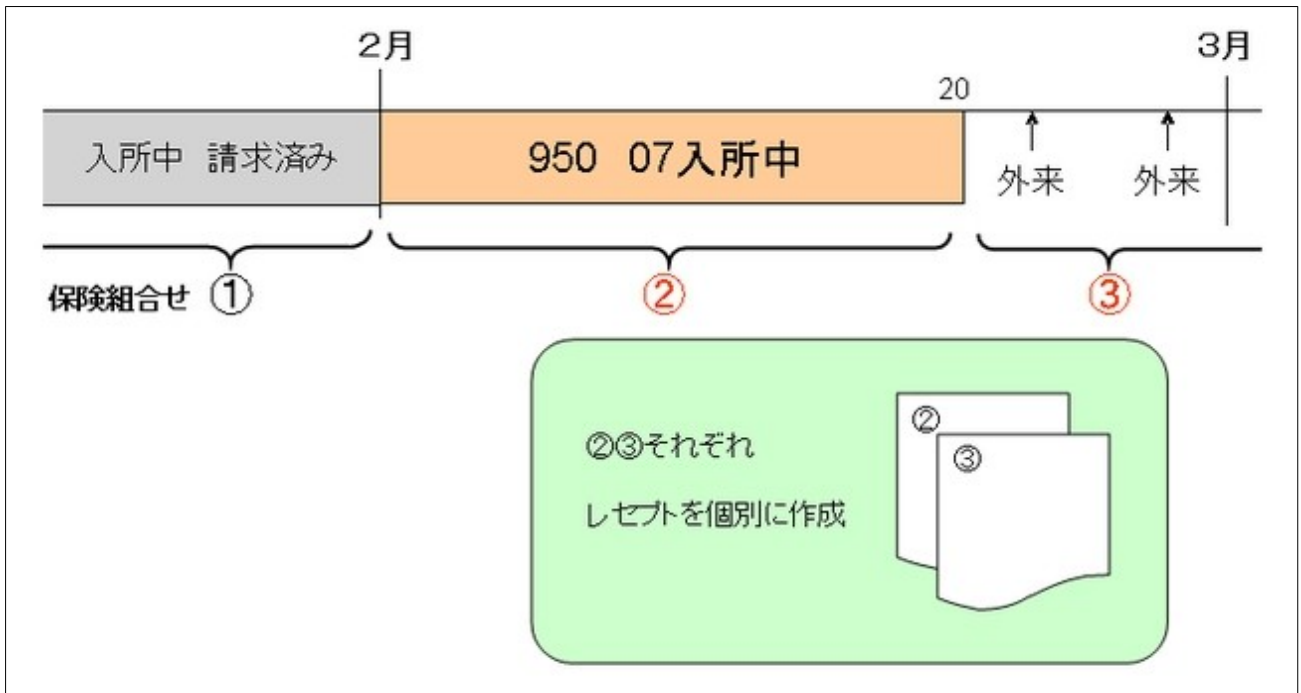 2月
3月
20
入所中 請求済み
950 07入所中
外来
外来
保険組合せ ①
②
③
②③それぞれ
レセプトを個別に作成
②
③